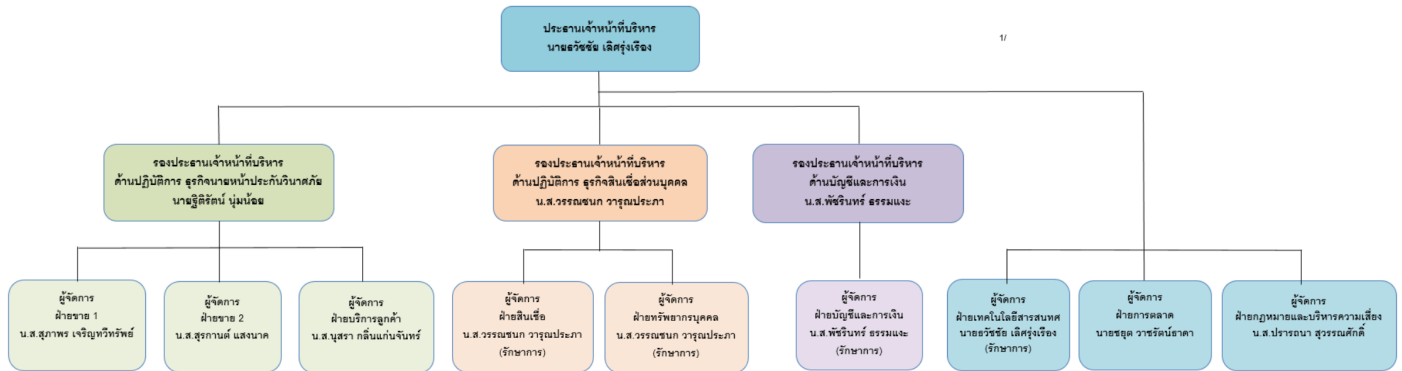 ประธานเจ้าหน้าที่บริหาร
นายธวัชชัย เลิศรุ่งเรือง
1/
รองประธานเจ้าหน้าที่บริหาร
ด้านปฏิบัติการ ธุรกิจนายหน้าประกันวินาศภัย
นายฐิติรัตน์ นุ่มน้อย
รองประธานเจ้าหน้าที่บริหาร
ด้านปฏิบัติการ ธุรกิจสินเชื่อส่วนบุคคล
น.ส.วรรณชนก วารุณประภา
รองประธานเจ้าหน้าที่บริหาร
ด้านบัญชีและการเงิน
น.ส.พัชรินทร์ ธรรมแงะ
ผู้จัดการ
ฝ่ายขาย 1
น.ส.สุภาพร เจริญทวีทรัพย์
ผู้จัดการ
ฝ่ายขาย 2
น.ส.สุรกานต์ แสงนาค
ผู้จัดการ
ฝ่ายบริการลูกค้า
น.ส.นุสรา กลิ่นแก่นจันทร์
ผู้จัดการ
ฝ่ายสินเชื่อ
น.ส.วรรณชนก วารุณประภา
(รักษาการ)
ผู้จัดการ
ฝ่ายทรัพยากรบุคคล
น.ส.วรรณชนก วารุณประภา
(รักษาการ)
ผู้จัดการ
ฝ่ายบัญชีและการเงิน
น.ส.พัชรินทร์ ธรรมแงะ
(รักษาการ)
ผู้จัดการ
ฝ่ายเทคโนโลยีสารสนทศ
นายธวัชชัย เลิศรุ่งเรือง
(รักษาการ)
ผู้จัดการ
ฝ่ายการตลาด
นายชยุต วาชรัตน์ธาดา
ผู้จัดการ
ฝ่ายกฎหมายและบริหารความเสี่ยง
น.ส.ปรารถนา สุวรรณศักดิ์